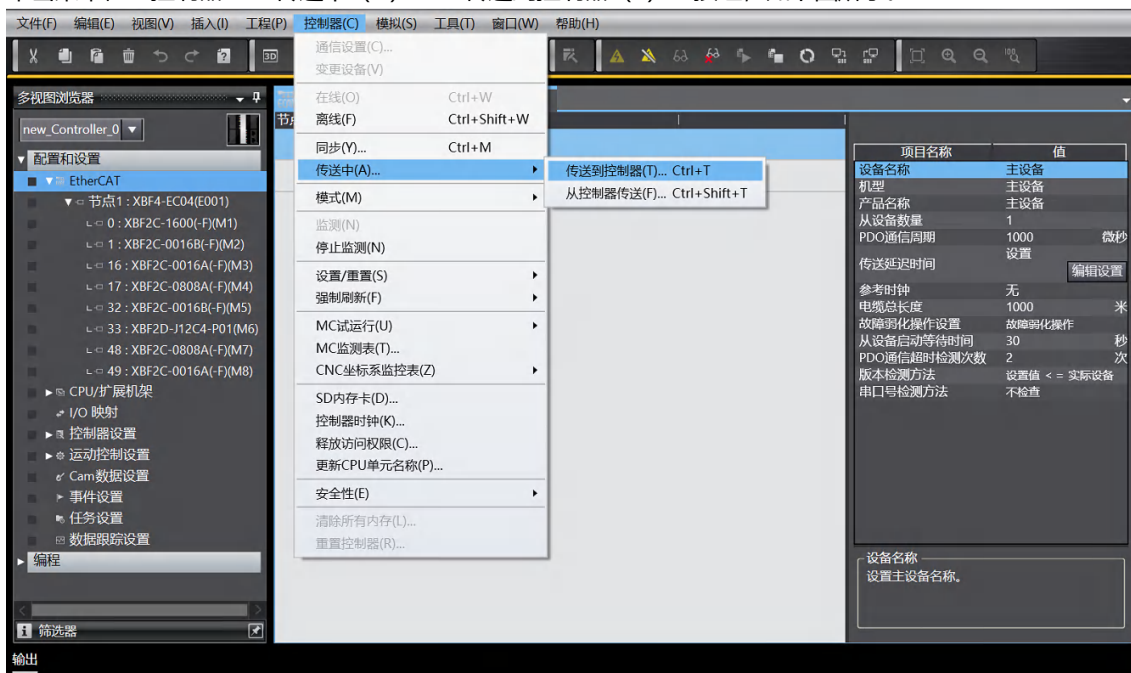 文件(F) 编辑(E) 视图(V) 插入(I) 工程(P) 控制器(C) 模拟(S) 工具(T) 窗口(W) 帮助(H)
3D
100%
多视图浏览器
new_Controller_0
配置和设置
EtherCAT
节点1 : XBF4-EC04(E001)
0 : XBF2C-1600(-F)(M1)
1 : XBF2C-0016B(-F)(M2)
16 : XBF2C-0016A(-F)(M3)
17 : XBF2C-0808A(-F)(M4)
32 : XBF2C-0016B(-F)(M5)
33 : XBF2D-J12C4-P01(M6)
48 : XBF2C-0808A(-F)(M7)
49 : XBF2C-0016A(-F)(M8)
CPU/扩展机架
I/O 映射
控制器设置
运动控制设置
Cam数据设置
事件设置
任务设置
数据跟踪设置
编程
筛选器
输出
通信设置(C)...
变更设备(V)
在线(O) Ctrl+W
离线(F) Ctrl+Shift+W
同步(Y)... Ctrl+M
传送中(A)...
模式(M)
监测(N)
停止监测(N)
设置/重置(S)
强制刷新(F)
MC试运行(U)
MC监测表(T)...
CNC坐标系监控表(Z)
SD内存卡(D)...
控制器时钟(K)...
释放访问权限(C)...
更新CPU单元名称(P)...
安全性(E)
清除所有内存(L)...
重置控制器(R)...
传送到控制器(T)... Ctrl+T
从控制器传送(F)... Ctrl+Shift+T
项目名称 值
设备名称 主设备
机型 主设备
产品名称 主设备
从设备数量 1
PDO通信周期 1000 微秒
传送延迟时间 设置
编辑设置
参考时钟 无
电缆总长度 1000 米
故障弱化操作设置 故障弱化操作
从设备启动等待时间 30 秒
PDO通信超时检测次数 2 次
版本检测方法 设置值 < = 实际设备
串口号检测方法 不检查
设备名称
设置主设备名称。